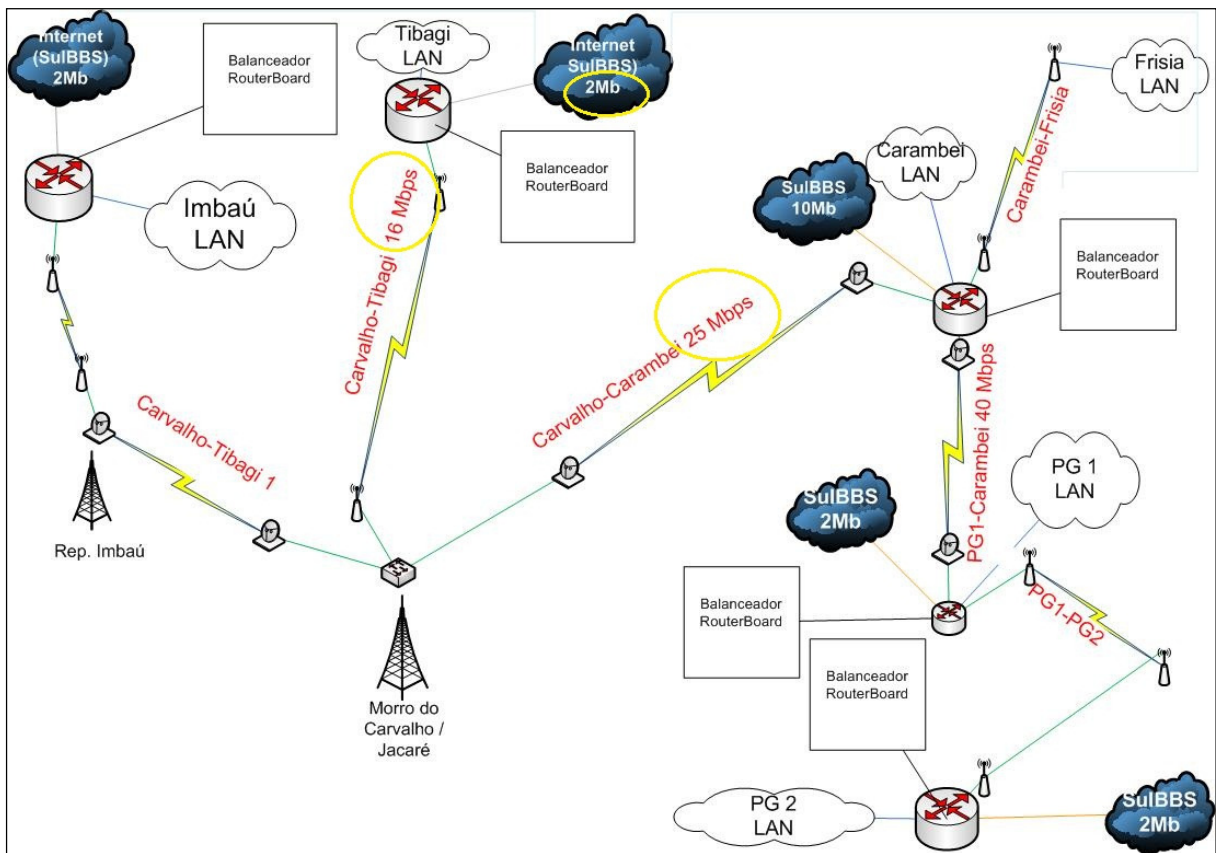 Internet
(SulBBS)
2Mb
Balanceador
RouterBoard
Imbaú
LAN
Tibagi
LAN
Internet
SulBBS)
2Mb
Balanceador
RouterBoard
Carvalho-Tibagi 16 Mbps
Carambei
LAN
SulBBS
10Mb
Frisia
LAN
Carambei-Frisia
Balanceador
RouterBoard
Carvalho-Carambei 25 Mbps
Carvalho-Tibagi 1
PG1-Carambei 40 Mbps
Rep. Imbaú
Morro do
Carvalho /
Jacaré
SulBBS
2Mb
PG 1
LAN
Balanceador
RouterBoard
PG1-PG2
Balanceador
RouterBoard
PG 2
LAN
SulBBS
2Mb